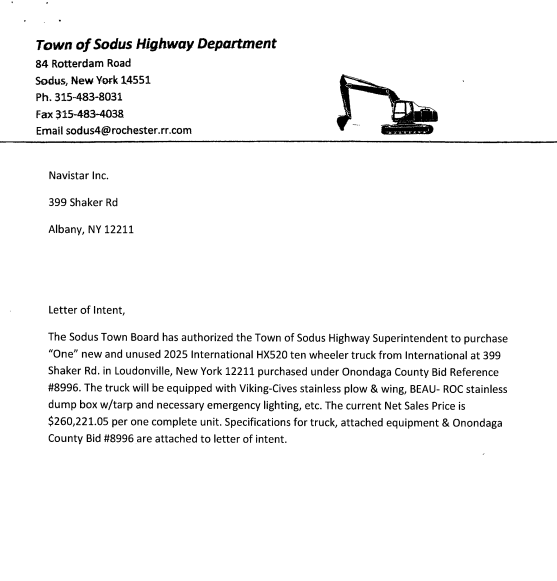 Town of Sodus Highway Department
84 Rotterdam Road
Sodus, New York 14551
Ph. 315-483-8031
Fax 315-483-4038
Email sodus4@rochester.rr.com
Navistar Inc.
399 Shaker Rd
Albany, NY 12211
Letter of Intent,
The Sodus Town Board has authorized the Town of Sodus Highway Superintendent to purchase
"One" new and unused 2025 International HX520 ten wheeler truck from International at 399
Shaker Rd. in Loudonville, New York 12211 purchased under Onondaga County Bid Reference
#8996. The truck will be equipped with Viking-Cives stainless plow & wing, BEAU- ROC stainless
dump box w/tarp and necessary emergency lighting, etc. The current Net Sales Price is
$260,221.05 per one complete unit. Specifications for truck, attached equipment & Onondaga
County Bid #8996 are attached to letter of intent.